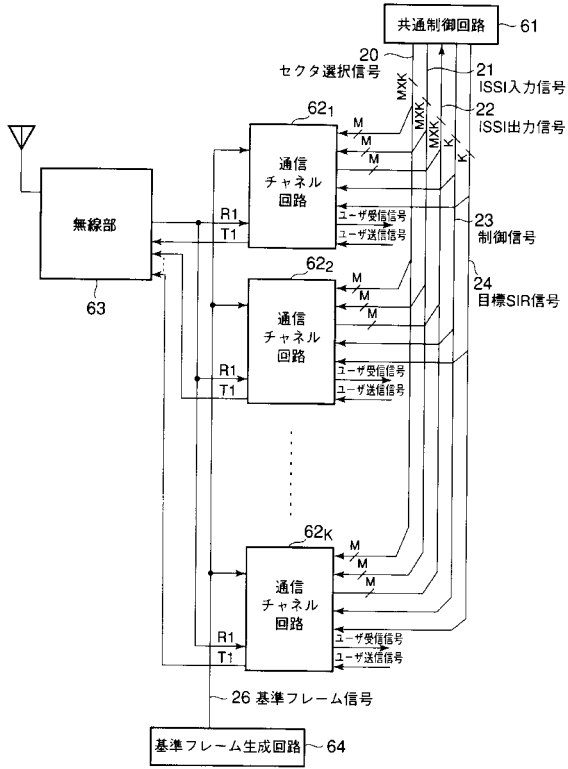 共通制御回路
61
20
セクタ選択信号
21
ISSI入力信号
22
ISSI出力信号
MXK
MXK
MXK
K
K
62₁
M
M
M
通信
チャネル
回路
R1
T1
ユーザ受信信号
ユーザ送信信号
無線部
63
23
制御信号
24
目標SIR信号
62₂
M
M
M
通信
チャネル
回路
R1
T1
ユーザ受信信号
ユーザ送信信号
62K
M
M
M
通信
チャネル
回路
R1
T1
ユーザ受信信号
ユーザ送信信号
26 基準フレーム信号
基準フレーム生成回路
64